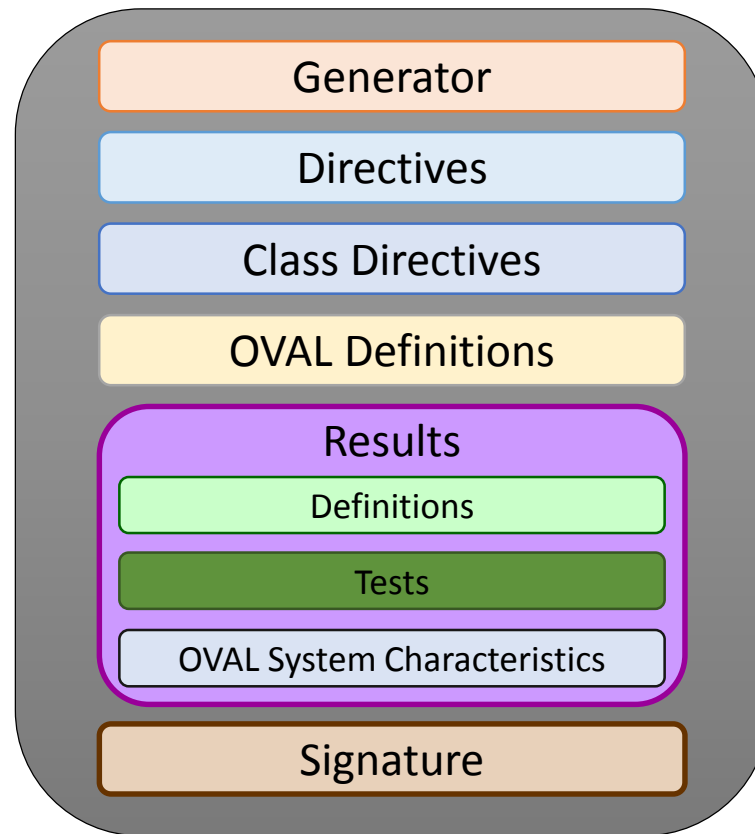 Generator
Directives
Class Directives
OVAL Definitions
Results
Definitions
Tests
OVAL System Characteristics
Signature